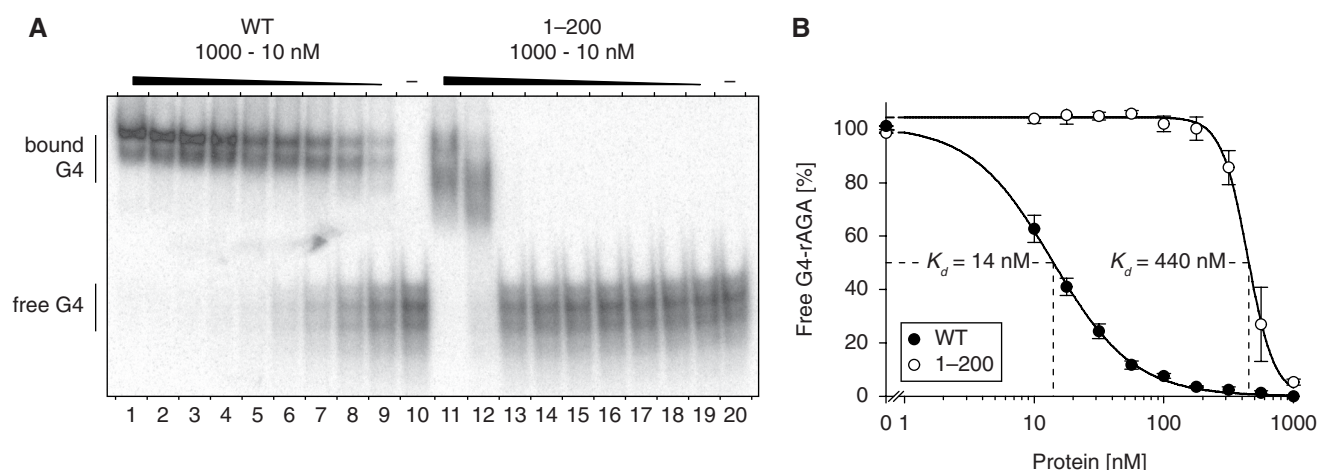 A
WT
1000 - 10 nM
–
1–200
1000 - 10 nM
–
bound
G4
free G4
1 2 3 4 5 6 7 8 9 10 11 12 13 14 15 16 17 18 19 20
B
Free G4-rAGA [%]
100
80
60
40
20
0
Kd = 14 nM
Kd = 440 nM
WT
1–200
0 1 10 100 1000
Protein [nM]